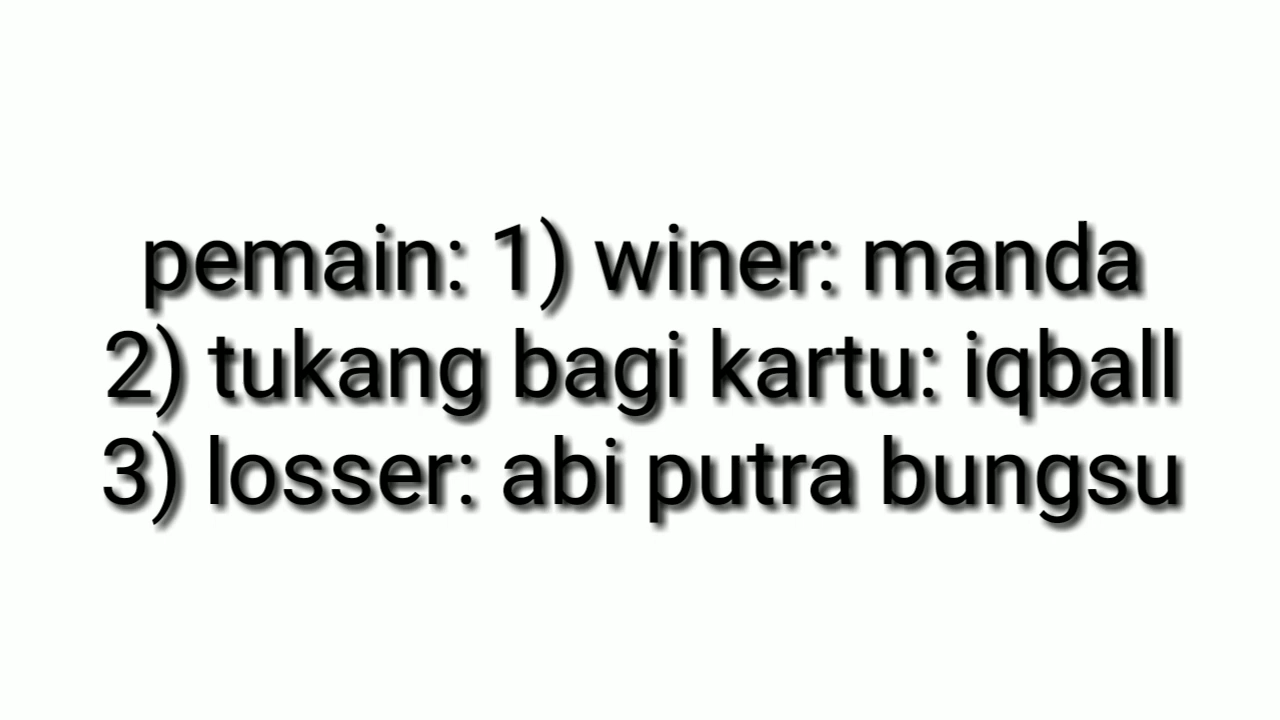 pemain: 1) winer: manda
2) tukang bagi kartu: iqball
3) losser: abi putra bungsu